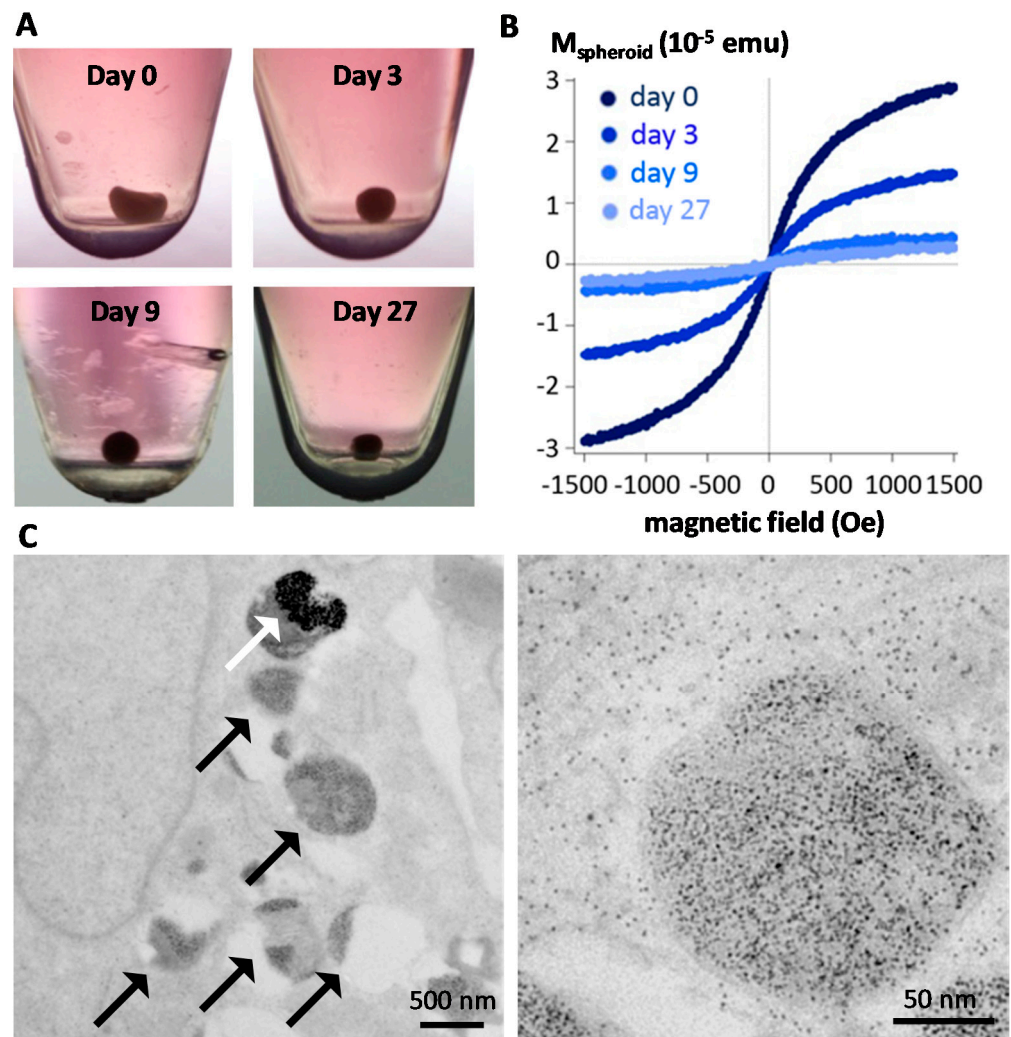 A
Day 0
Day 3
Day 9
Day 27
B
Mspheroid (10-5 emu)
3
2
1
0
-1
-2
-3
day 0
day 3
day 9
day 27
-1500 -1000 -500 0 500 1000 1500
magnetic field (Oe)
C
500 nm
50 nm